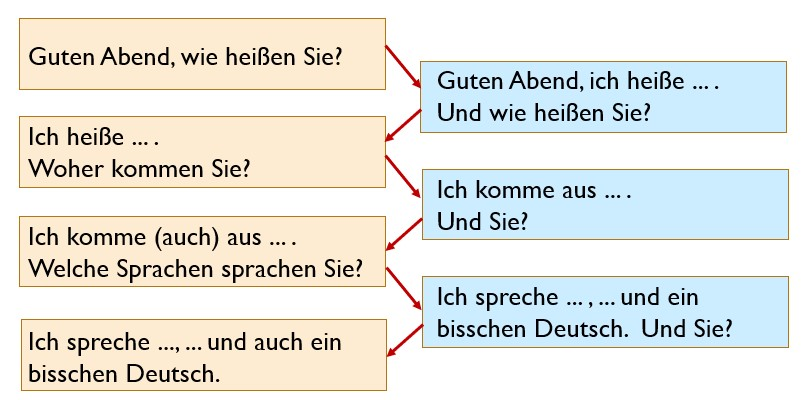 Guten Abend, wie heißen Sie?
Guten Abend, ich heiße ... .
Und wie heißen Sie?
Ich heiße ... .
Woher kommen Sie?
Ich komme aus ... .
Und Sie?
Ich komme (auch) aus ... .
Welche Sprachen sprachen Sie?
Ich spreche ... , ... und ein
bisschen Deutsch. Und Sie?
Ich spreche ..., ... und auch ein
bisschen Deutsch.